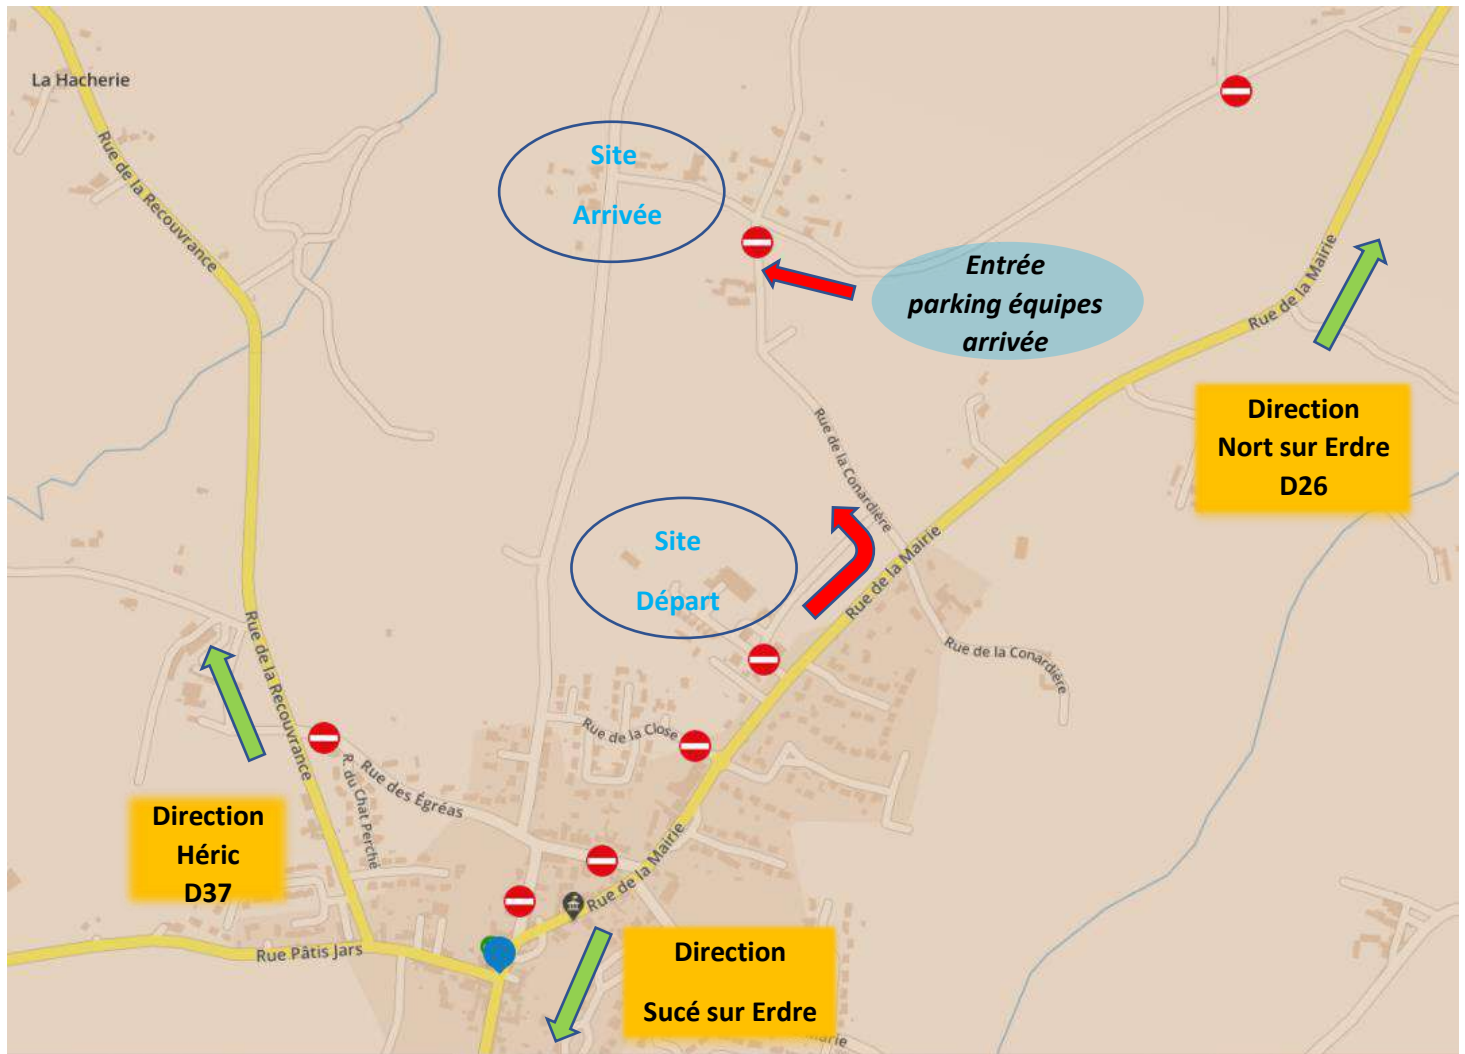 La Hacherie
Rue de la Recouvrance
Site
Arrivée
Entrée
parking équipes
arrivée
Rue de la Mairie
Direction
Nort sur Erdre
D26
Rue de la Conardière
Site
Départ
Rue de la Mairie
Rue de la Conardière
Rue de la Recouvrance
Rue de la Close
R. du Chat Perché
Rue des Égréas
Direction
Héric
D37
Rue de la Mairie
Rue Pâtis Jars
Direction
Sucé sur Erdre